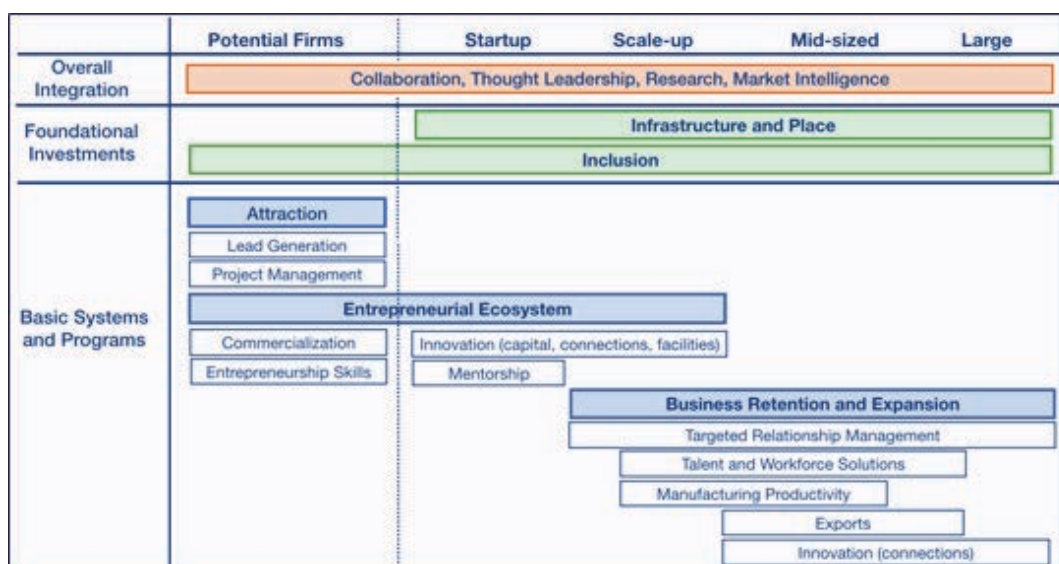 Potential Firms Startup Scale-up Mid-sized Large
Overall
Integration
Collaboration, Thought Leadership, Research, Market Intelligence
Foundational
Investments
Infrastructure and Place
Inclusion
Basic Systems
and Programs
Attraction
Lead Generation
Project Management
Entrepreneurial Ecosystem
Commercialization
Innovation (capital, connections, facilities)
Entrepreneurship Skills
Mentorship
Business Retention and Expansion
Targeted Relationship Management
Talent and Workforce Solutions
Manufacturing Productivity
Exports
Innovation (connections)